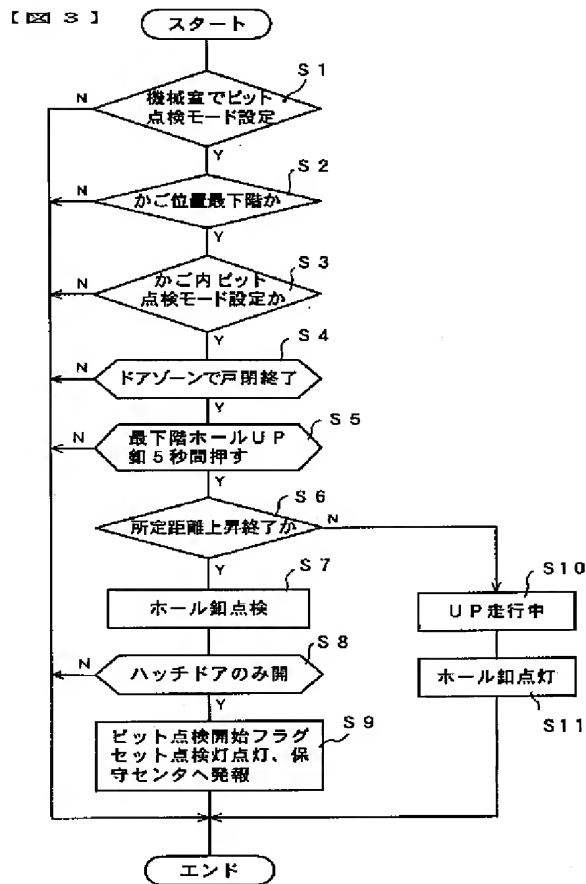 【図3】
スタート
S1
機械室でピット
点検モード設定
N
Y
S2
かご位置最下階か
N
Y
S3
かご内ピット
点検モード設定か
N
Y
S4
ドアゾーンで戸閉終了
N
Y
S5
最下階ホールUP
釦5秒間押す
N
Y
S6
所定距離上昇終了か
N
Y
S7
ホール釦点検
S10
UP走行中
S8
ハッチドアのみ開
N
Y
ホール釦点灯
S11
S9
ピット点検開始フラグ
セット点検灯点灯、保
守センタへ発報
エンド